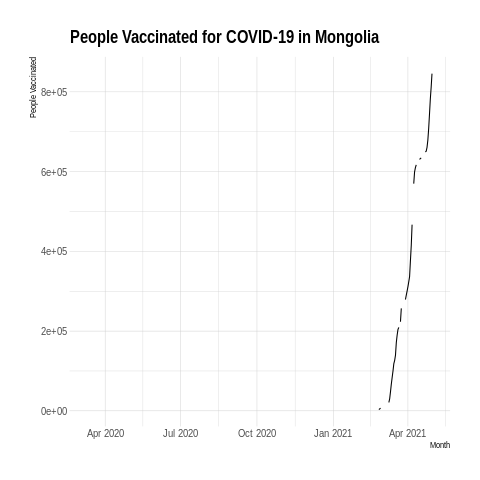 People Vaccinated for COVID-19 in Mongolia
People Vaccinated
8e+05
6e+05
4e+05
2e+05
0e+00
Apr 2020 Jul 2020 Oct 2020 Jan 2021 Apr 2021
Month